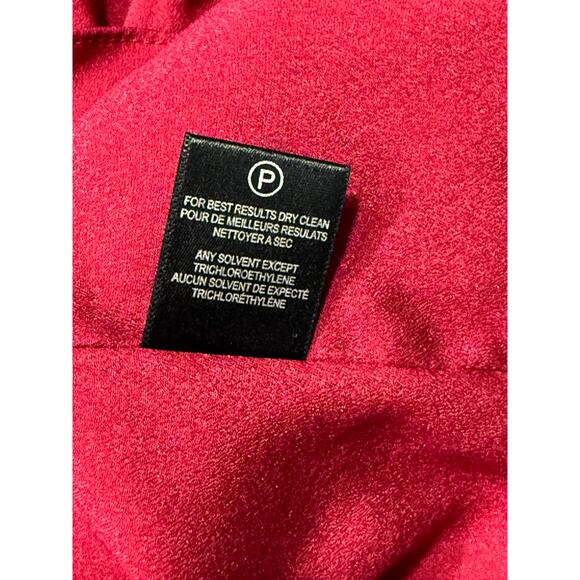 P
FOR BEST RESULTS DRY CLEAN
POUR DE MEILLEURS RESULATS
NETTOYER A SEC
ANY SOLVENT EXCEPT
TRICHLOROETHYLENE
AUCUN SOLVENT DE EXPECTÉ
TRICHLORÉTHYLÈNE